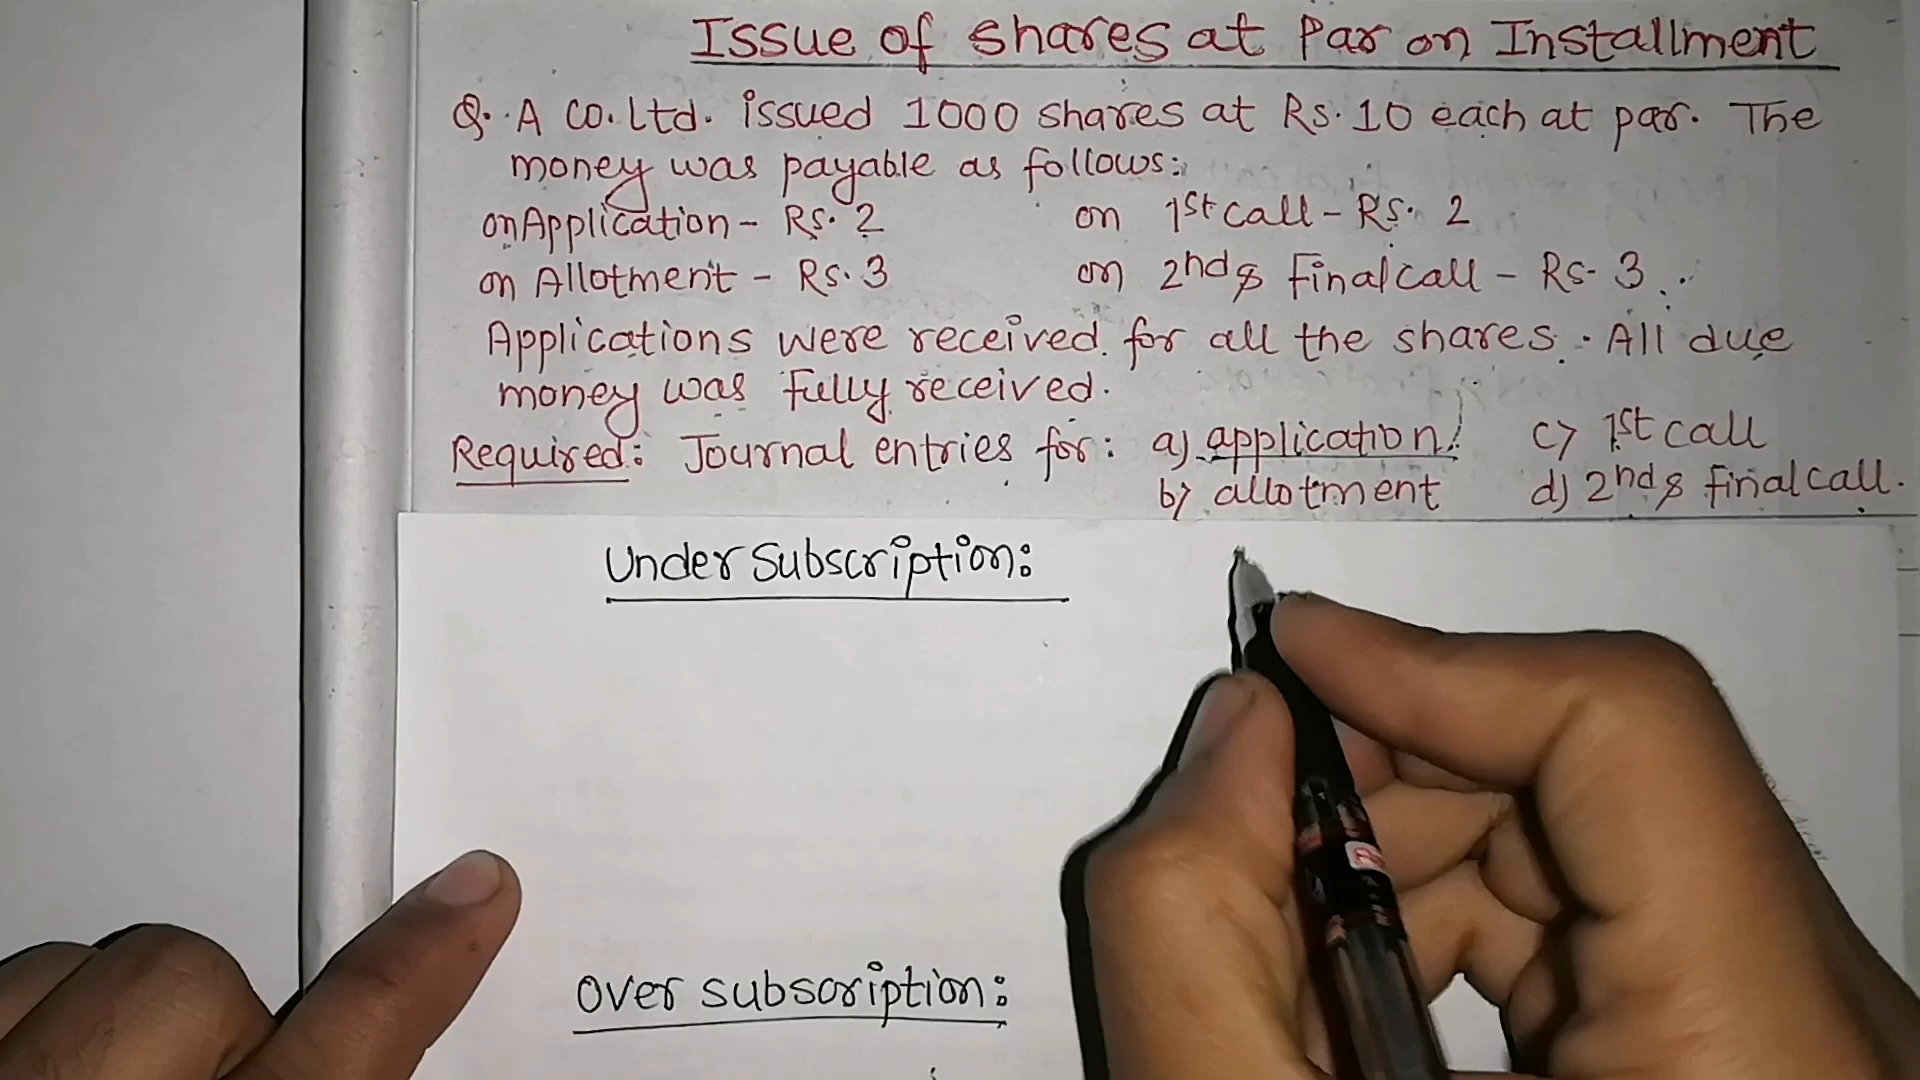 Issue of shares at Par on Installment
Q. A Co. Ltd. issued 1000 shares at Rs. 10 each at par. The
money was payable as follows:
on Application - Rs. 2 on 1st call - Rs. 2
on Allotment - Rs. 3 on 2nd & Final call - Rs. 3
Applications were received for all the shares. All due
money was fully received.
Required: Journal entries for: a) application c) 1st call
b) allotment d) 2nd & Final call.
Under Subscription:
Over subscription: